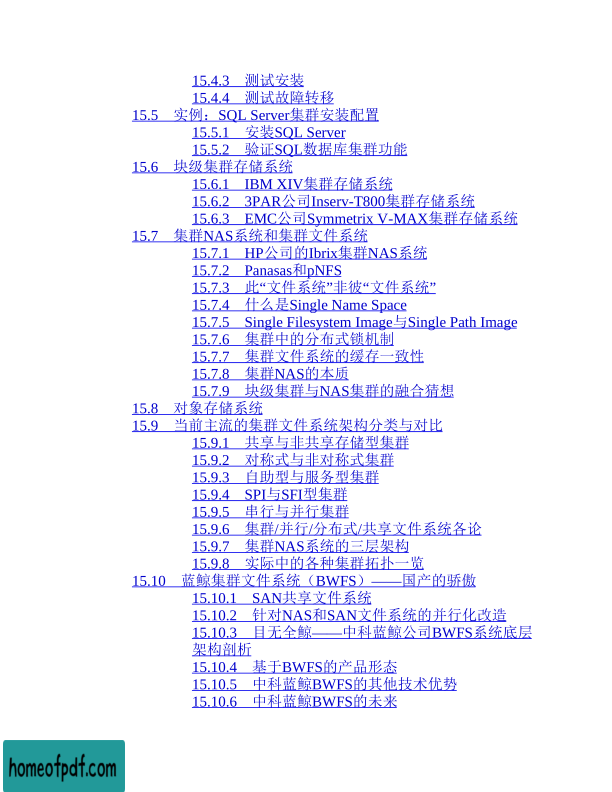 15.4.3 测试安装
15.4.4 测试故障转移
15.5 实例：SQL Server集群安装配置
15.5.1 安装SQL Server
15.5.2 验证SQL数据库集群功能
15.6 块级集群存储系统
15.6.1 IBM XIV集群存储系统
15.6.2 3PAR公司Inserv-T800集群存储系统
15.6.3 EMC公司Symmetrix V-MAX集群存储系统
15.7 集群NAS系统和集群文件系统
15.7.1 HP公司的Ibrix集群NAS系统
15.7.2 Panasas和pNFS
15.7.3 此“文件系统”非彼“文件系统”
15.7.4 什么是Single Name Space
15.7.5 Single Filesystem Image与Single Path Image
15.7.6 集群中的分布式锁机制
15.7.7 集群文件系统的缓存一致性
15.7.8 集群NAS的本质
15.7.9 块级集群与NAS集群的融合猜想
15.8 对象存储系统
15.9 当前主流的集群文件系统架构分类与对比
15.9.1 共享与非共享存储型集群
15.9.2 对称式与非对称式集群
15.9.3 自助型与服务型集群
15.9.4 SPI与SFI型集群
15.9.5 串行与并行集群
15.9.6 集群/并行/分布式/共享文件系统各论
15.9.7 集群NAS系统的三层架构
15.9.8 实际中的各种集群拓扑一览
15.10 蓝鲸集群文件系统（BWFS）——国产的骄傲
15.10.1 SAN共享文件系统
15.10.2 针对NAS和SAN文件系统的并行化改造
15.10.3 目无全鲸——中科蓝鲸公司BWFS系统底层
架构剖析
15.10.4 基于BWFS的产品形态
15.10.5 中科蓝鲸BWFS的其他技术优势
15.10.6 中科蓝鲸BWFS的未来
homeofpdf.com